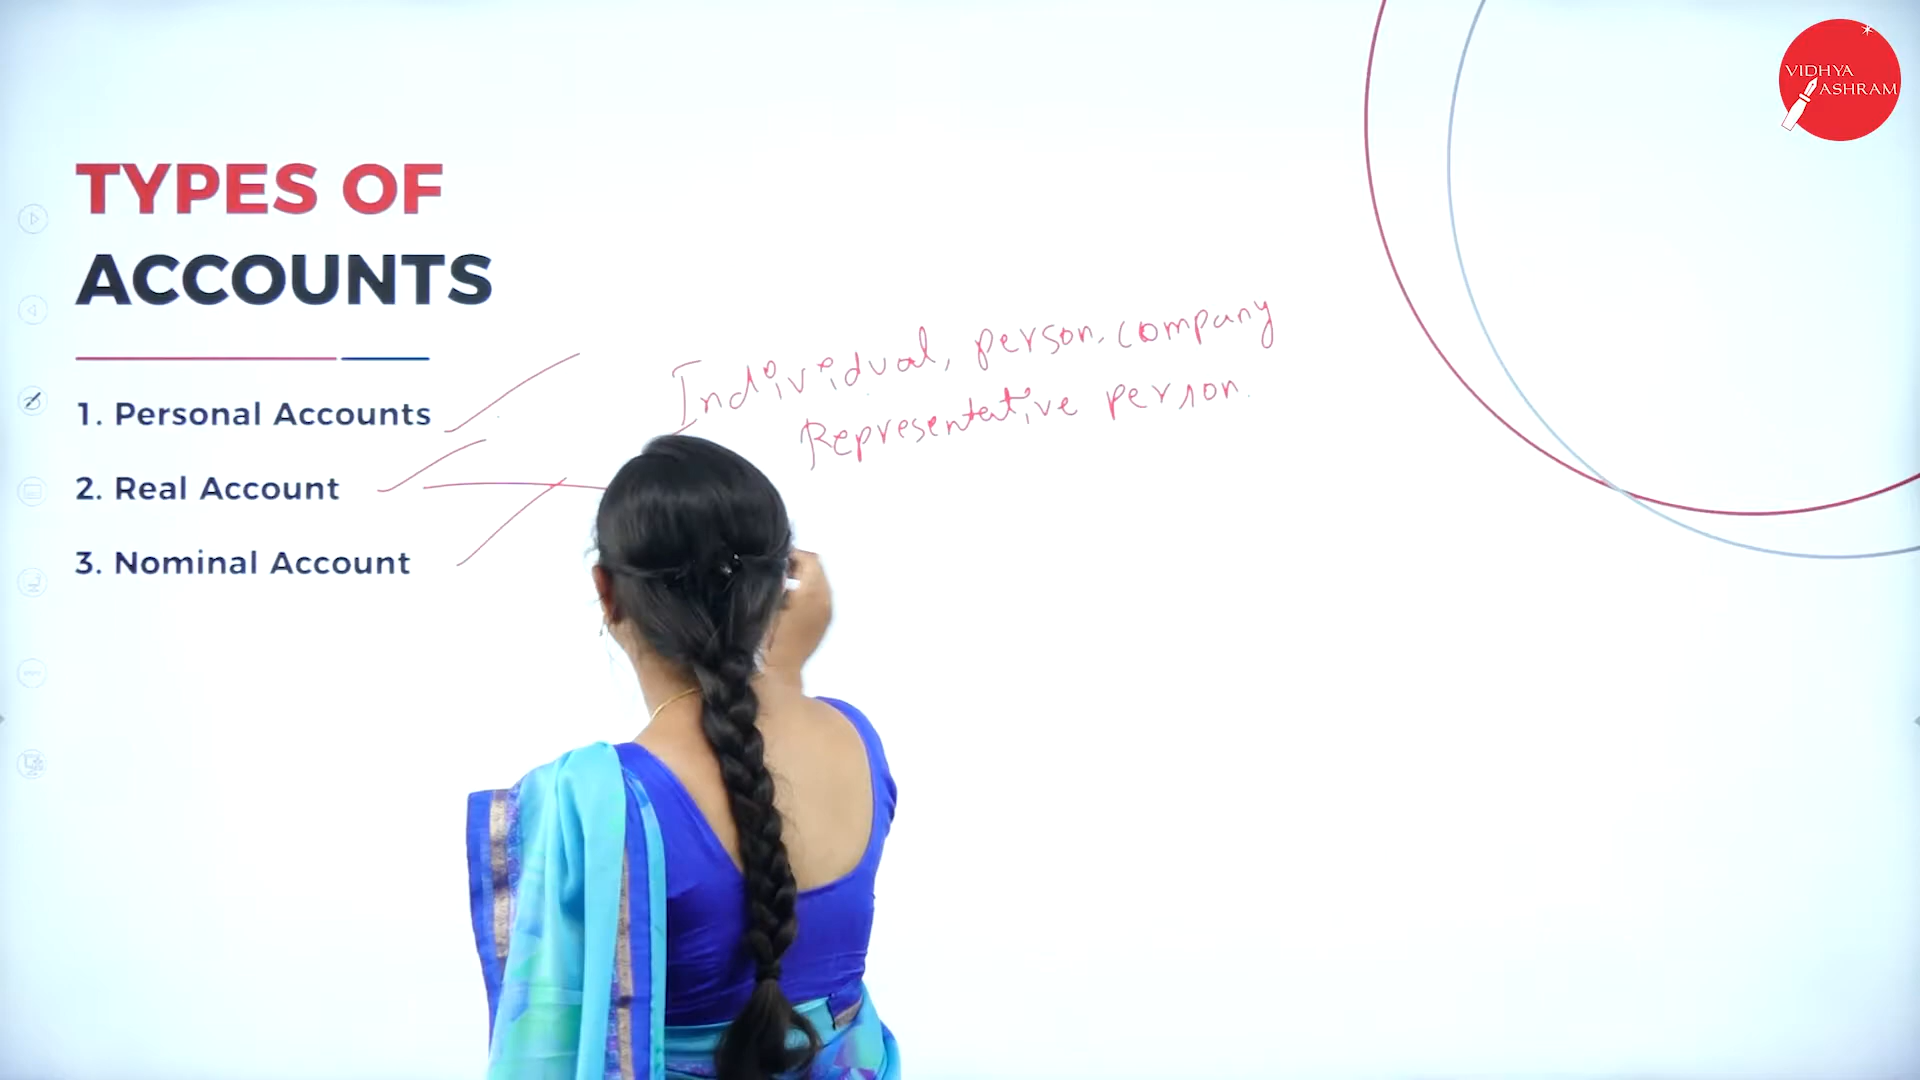 VIDHYA
ASHRAM
TYPES OF
ACCOUNTS
1. Personal Accounts
2. Real Account
3. Nominal Account
Individual, person, company
Representative person.